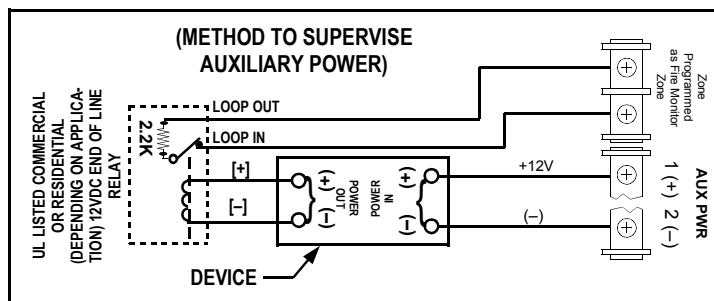 (METHOD TO SUPERVISE
AUXILIARY POWER)
UL LISTED COMMERCIAL
OR RESIDENTIAL
(DEPENDING ON APPLICA-
TION) 12VDC END OF LINE
RELAY
2.2K
LOOP OUT
LOOP IN
[+]
[–]
(+)
(–)
POWER
OUT
POWER
IN
(+)
(–)
DEVICE
+12V
(–)
Zone
Programmed
as Fire Monitor
Zone
AUX PWR
1 (+) 2 (–)